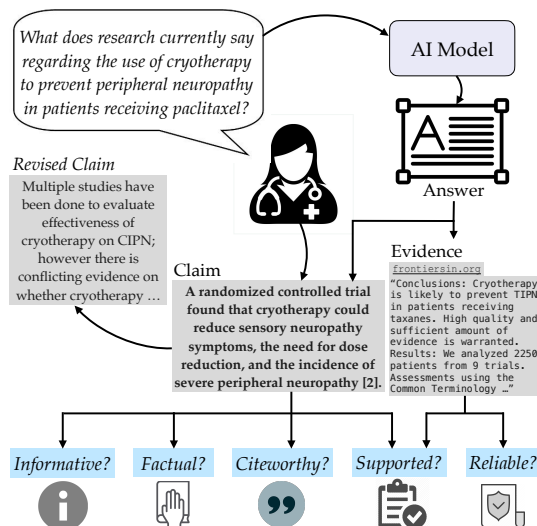 What does research currently say
regarding the use of cryotherapy
to prevent peripheral neuropathy
in patients receiving paclitaxel?
AI Model
A
Answer
Revised Claim
Multiple studies have
been done to evaluate
effectiveness of
cryotherapy on CIPN;
however there is
conflicting evidence on
whether cryotherapy …
Claim
A randomized controlled trial
found that cryotherapy could
reduce sensory neuropathy
symptoms, the need for dose
reduction, and the incidence of
severe peripheral neuropathy [2].
Evidence
frontiersin.org
“Conclusions: Cryotherapy
is likely to prevent TIPN
in patients receiving
taxanes. High quality and
sufficient amount of
evidence is warranted.
Results: We analyzed 2250
patients from 9 trials.
Assessments using the
Common Terminology …”
Informative?
Factual?
Citeworthy?
Supported?
Reliable?